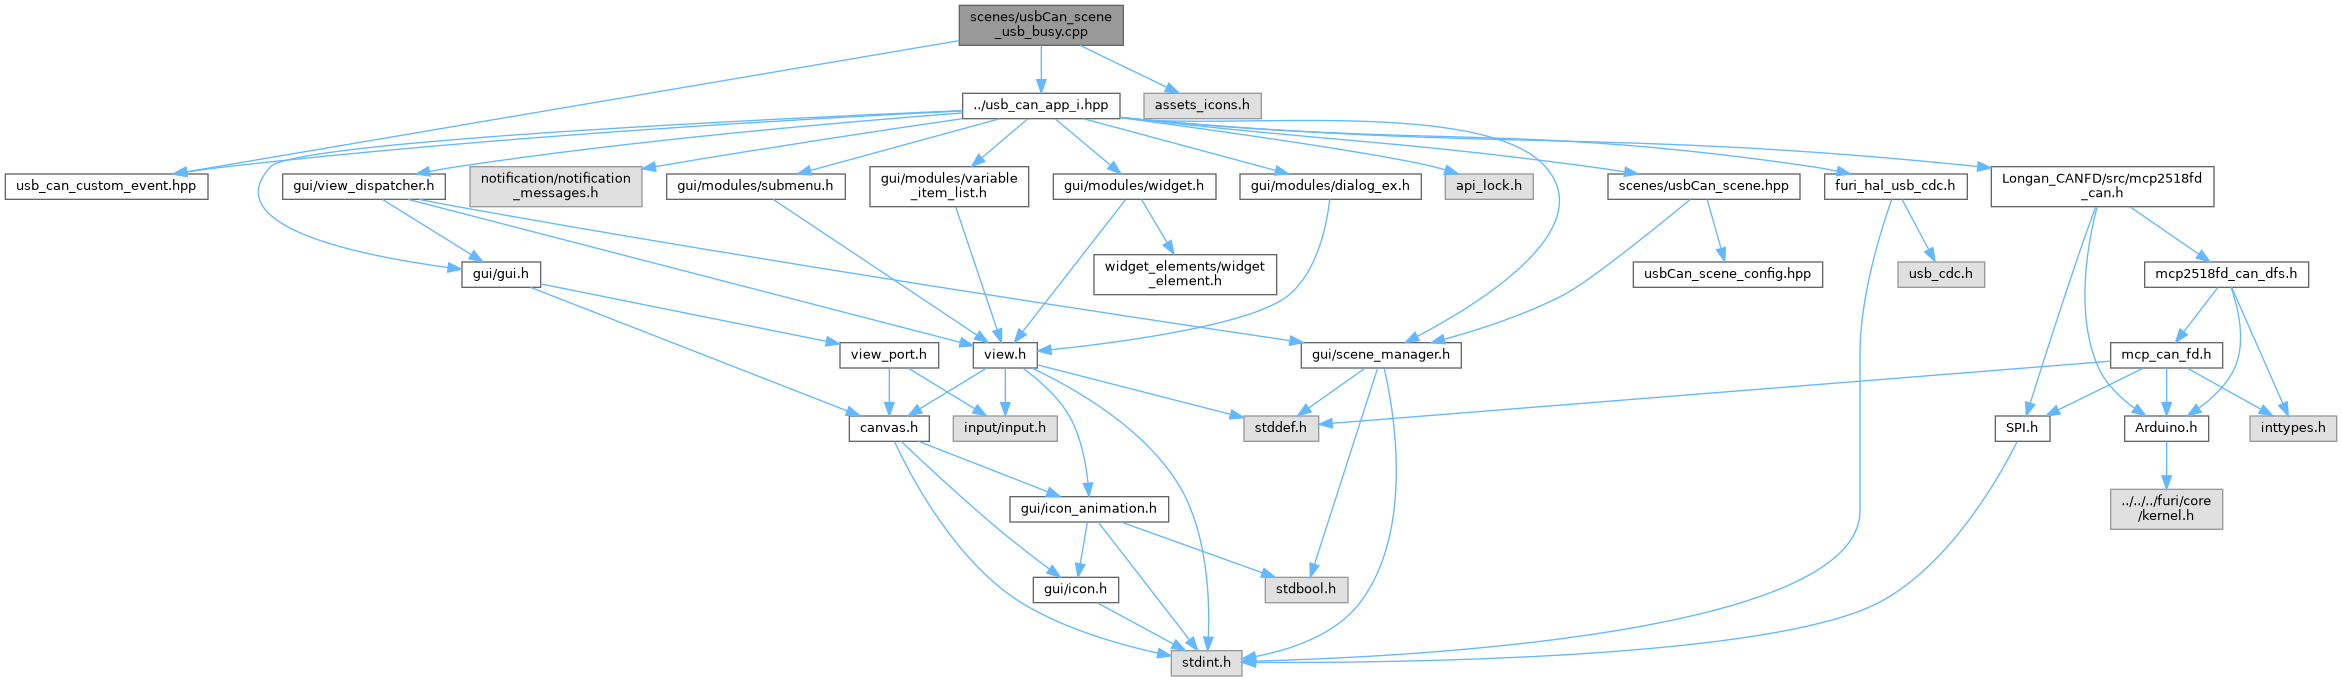 scenes/usbCan_scene
_usb_busy.cpp
../usb_can_app_i.hpp
assets_icons.h
usb_can_custom_event.hpp
gui/view_dispatcher.h
notification/notification
_messages.h
gui/modules/submenu.h
gui/modules/variable
_item_list.h
gui/modules/widget.h
gui/modules/dialog_ex.h
api_lock.h
scenes/usbCan_scene.hpp
furi_hal_usb_cdc.h
Longan_CANFD/src/mcp2518fd
_can.h
gui/gui.h
widget_elements/widget
_element.h
usbCan_scene_config.hpp
usb_cdc.h
mcp2518fd_can_dfs.h
view_port.h
view.h
gui/scene_manager.h
mcp_can_fd.h
canvas.h
input/input.h
stddef.h
SPI.h
Arduino.h
inttypes.h
gui/icon_animation.h
../../../furi/core
/kernel.h
gui/icon.h
stdbool.h
stdint.h